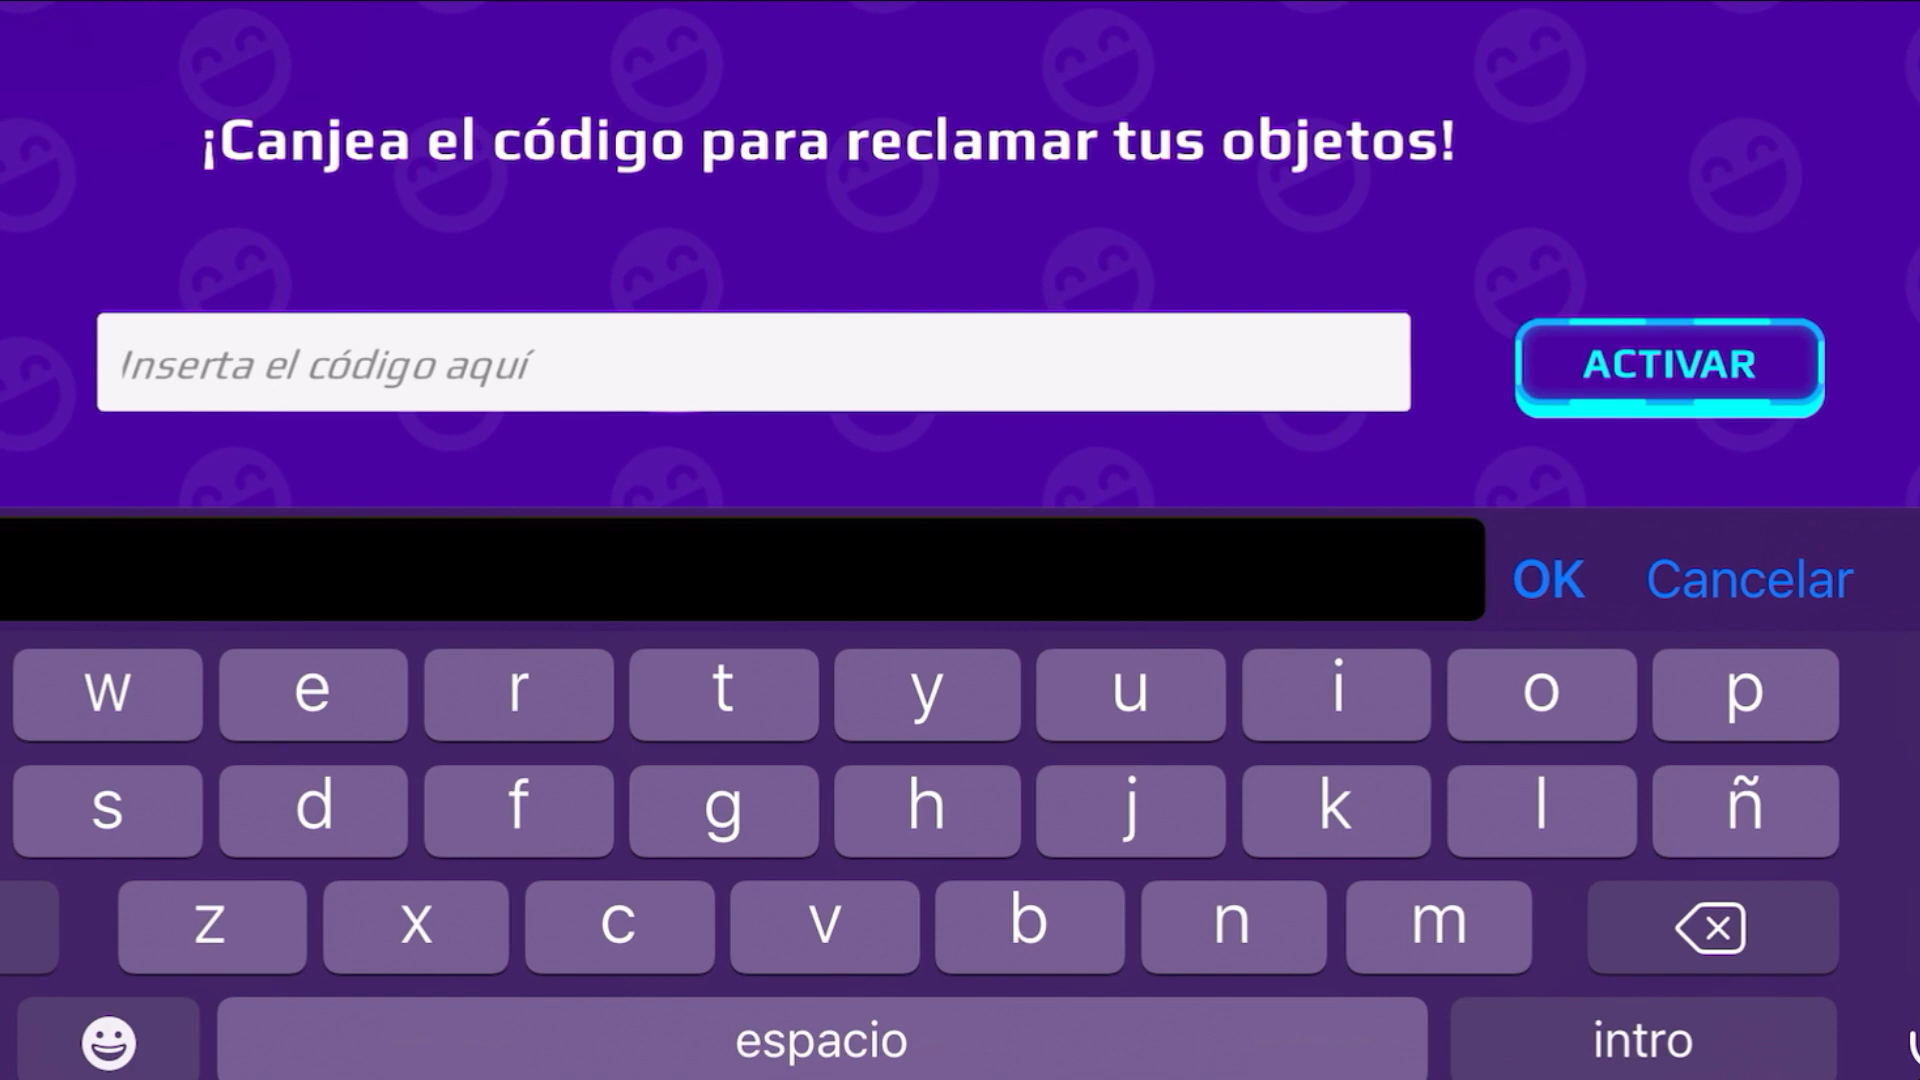 ¡Canjea el código para reclamar tus objetos!
Inserta el código aquí
ACTIVAR
OK Cancelar
w e r t y u i o p
s d f g h j k l ñ
z x c v b n m
espacio intro